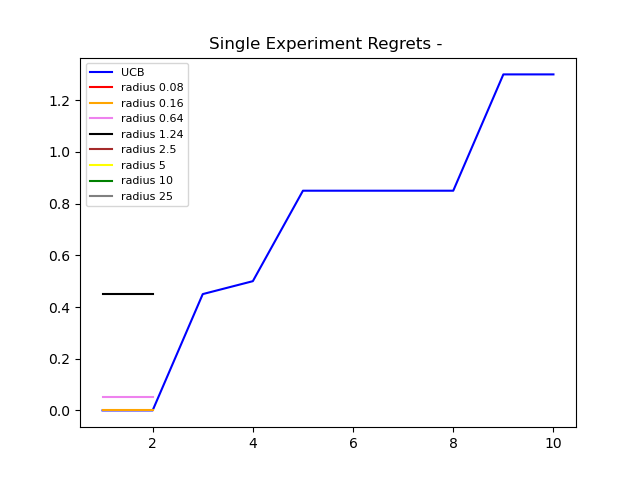 Single Experiment Regrets -
UCB
radius 0.08
radius 0.16
radius 0.64
radius 1.24
radius 2.5
radius 5
radius 10
radius 25
1.2
1.0
0.8
0.6
0.4
0.2
0.0
2 4 6 8 10